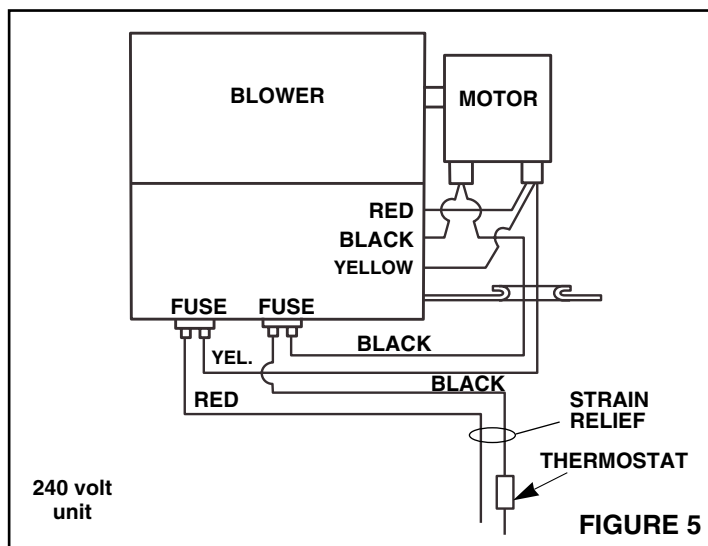 BLOWER
MOTOR
RED
BLACK
YELLOW
FUSE
FUSE
BLACK
YEL.
BLACK
RED
STRAIN
RELIEF
THERMOSTAT
240 volt
unit
FIGURE 5